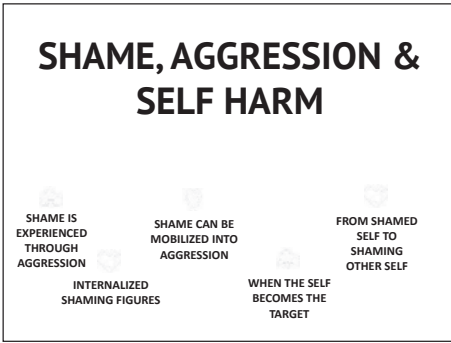 SHAME, AGGRESSION &
SELF HARM
SHAME IS
EXPERIENCED
THROUGH
AGGRESSION
INTERNALIZED
SHAMING FIGURES
SHAME CAN BE
MOBILIZED INTO
AGGRESSION
WHEN THE SELF
BECOMES THE
TARGET
FROM SHAMED
SELF TO
SHAMING
OTHER SELF